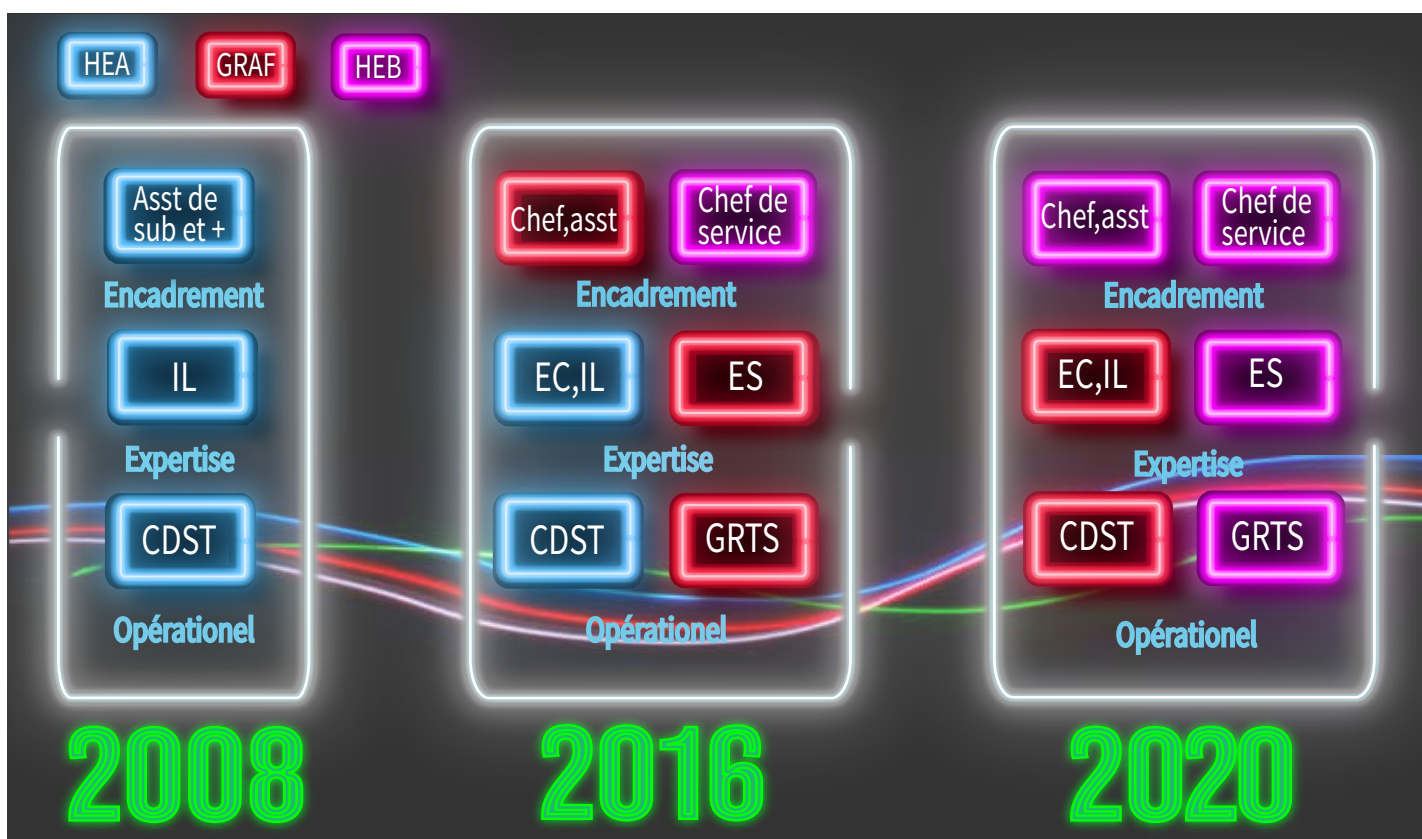 HEA
GRAF
HEB
Asst de
sub et +
Encadrement
IL
Expertise
CDST
Opérationel
2008
Chef,asst
Chef de
service
Encadrement
EC,IL
ES
Expertise
CDST
GRTS
Opérationel
2016
Chef,asst
Chef de
service
Encadrement
EC,IL
ES
Expertise
CDST
GRTS
Opérationel
2020